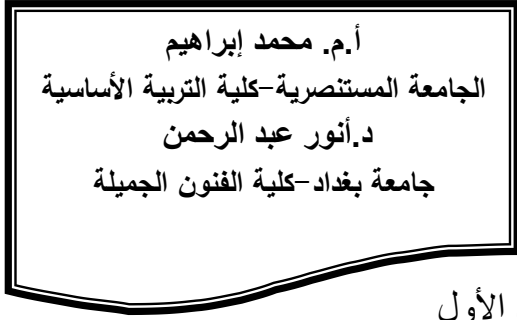 أ.م. محمد إبراهيم
الجامعة المستنصرية-كلية التربية الأساسية
د.أنور عبد الرحمن
جامعة بغداد-كلية الفنون الجميلة
الأول